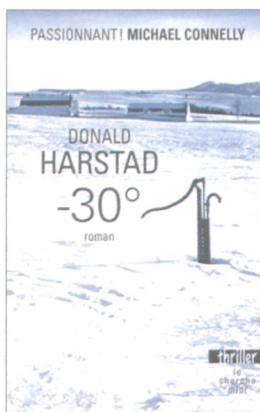 PASSIONNANT! MICHAEL CONNELLY
DONALD
HARSTAD
-30°
roman
thriller
le
cherche
midi